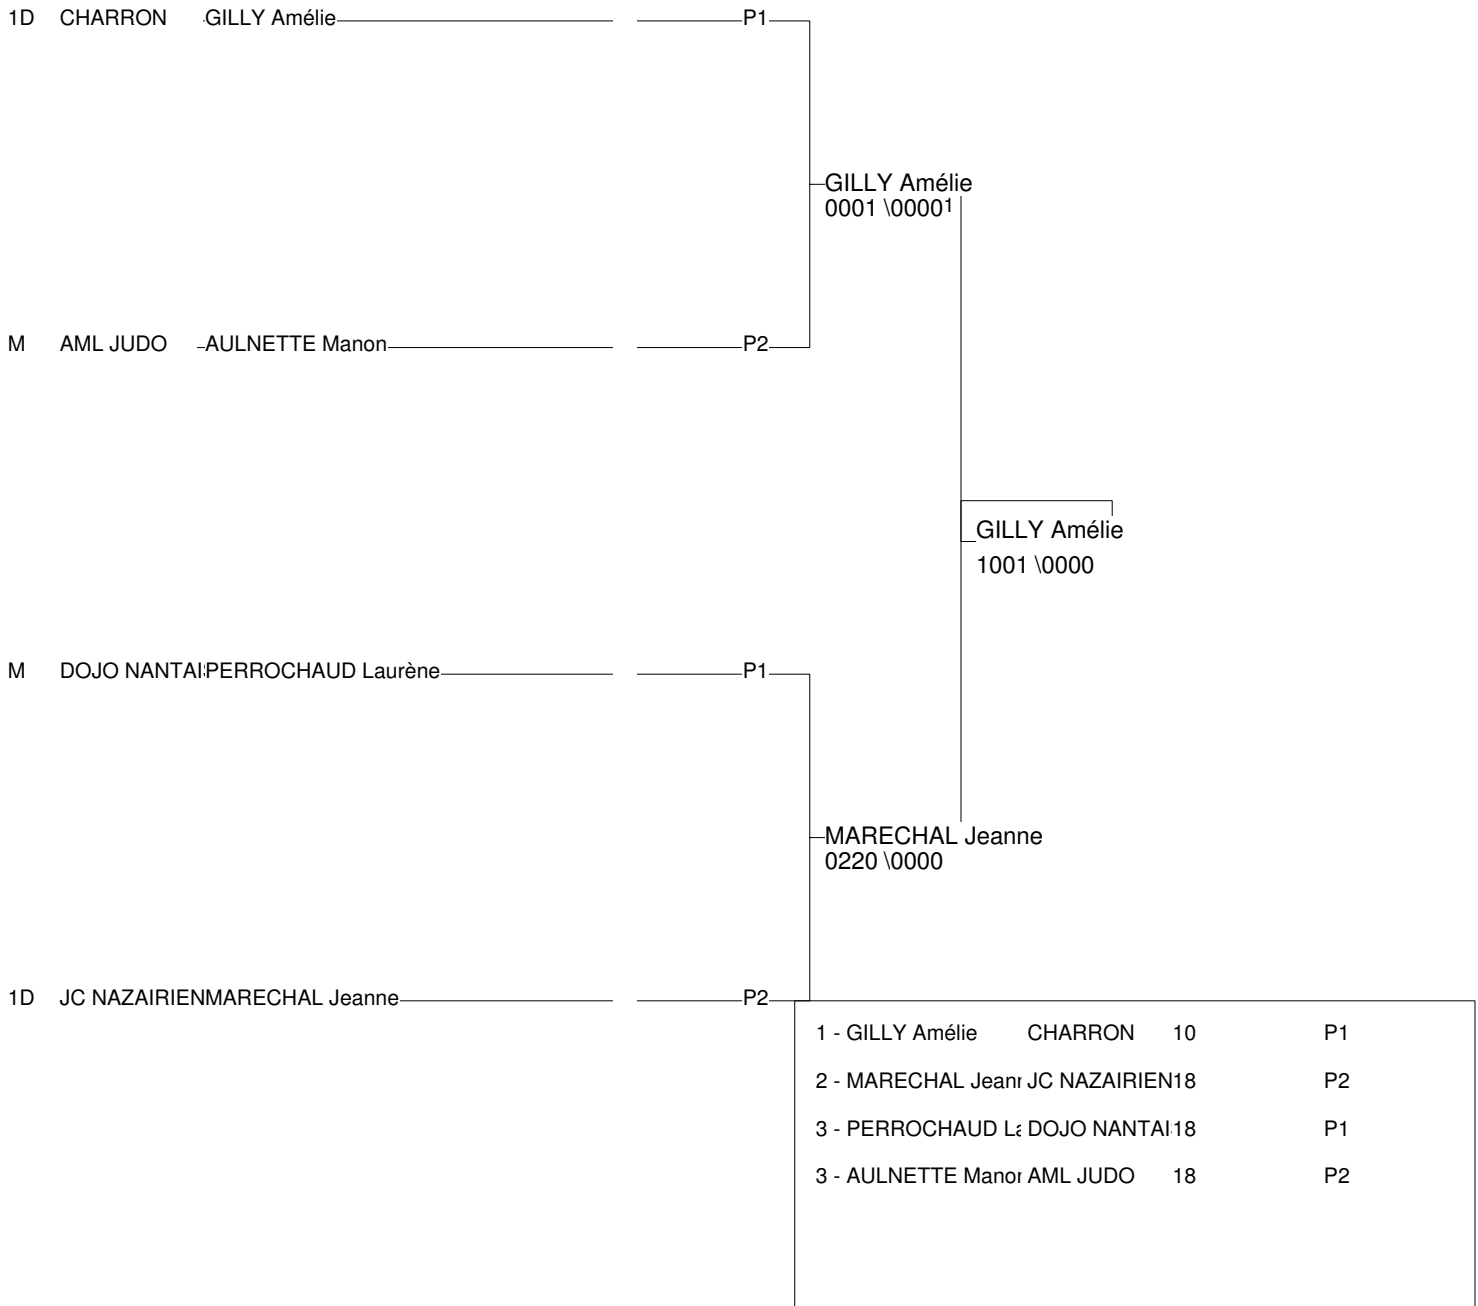 1D CHARRON GILLY Amélie P1
GILLY Amélie
0001 \0000 1
M AML JUDO AULNETTE Manon P2
GILLY Amélie
1001 \0000
M DOJO NANTAI PERROCHAUD Laurène P1
MARECHAL Jeanne
0220 \0000
1D JC NAZAIRIEN MARECHAL Jeanne P2
1 - GILLY Amélie CHARRON 10 P1
2 - MARECHAL Jean JC NAZAIRIEN 18 P2
3 - PERROCHAUD L DOJO NANTAI 18 P1
3 - AULNETTE Mano AML JUDO 18 P2